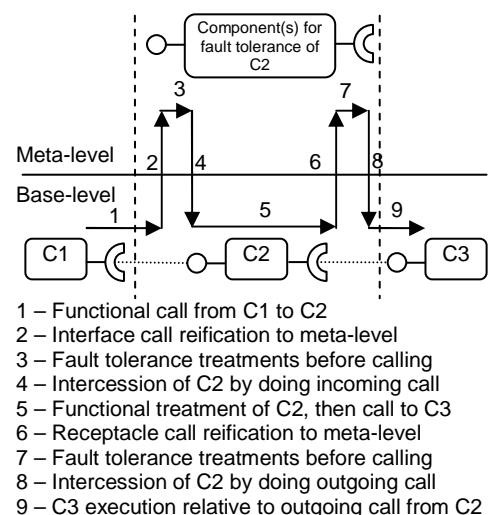 Component(s) for
fault tolerance of
C2
3
7
Meta-level
2
4
6
8
Base-level
1
5
9
C1
C2
C3
1 – Functional call from C1 to C2
2 – Interface call reification to meta-level
3 – Fault tolerance treatments before calling
4 – Intercession of C2 by doing incoming call
5 – Functional treatment of C2, then call to C3
6 – Receptacle call reification to meta-level
7 – Fault tolerance treatments before calling
8 – Intercession of C2 by doing outgoing call
9 – C3 execution relative to outgoing call from C2